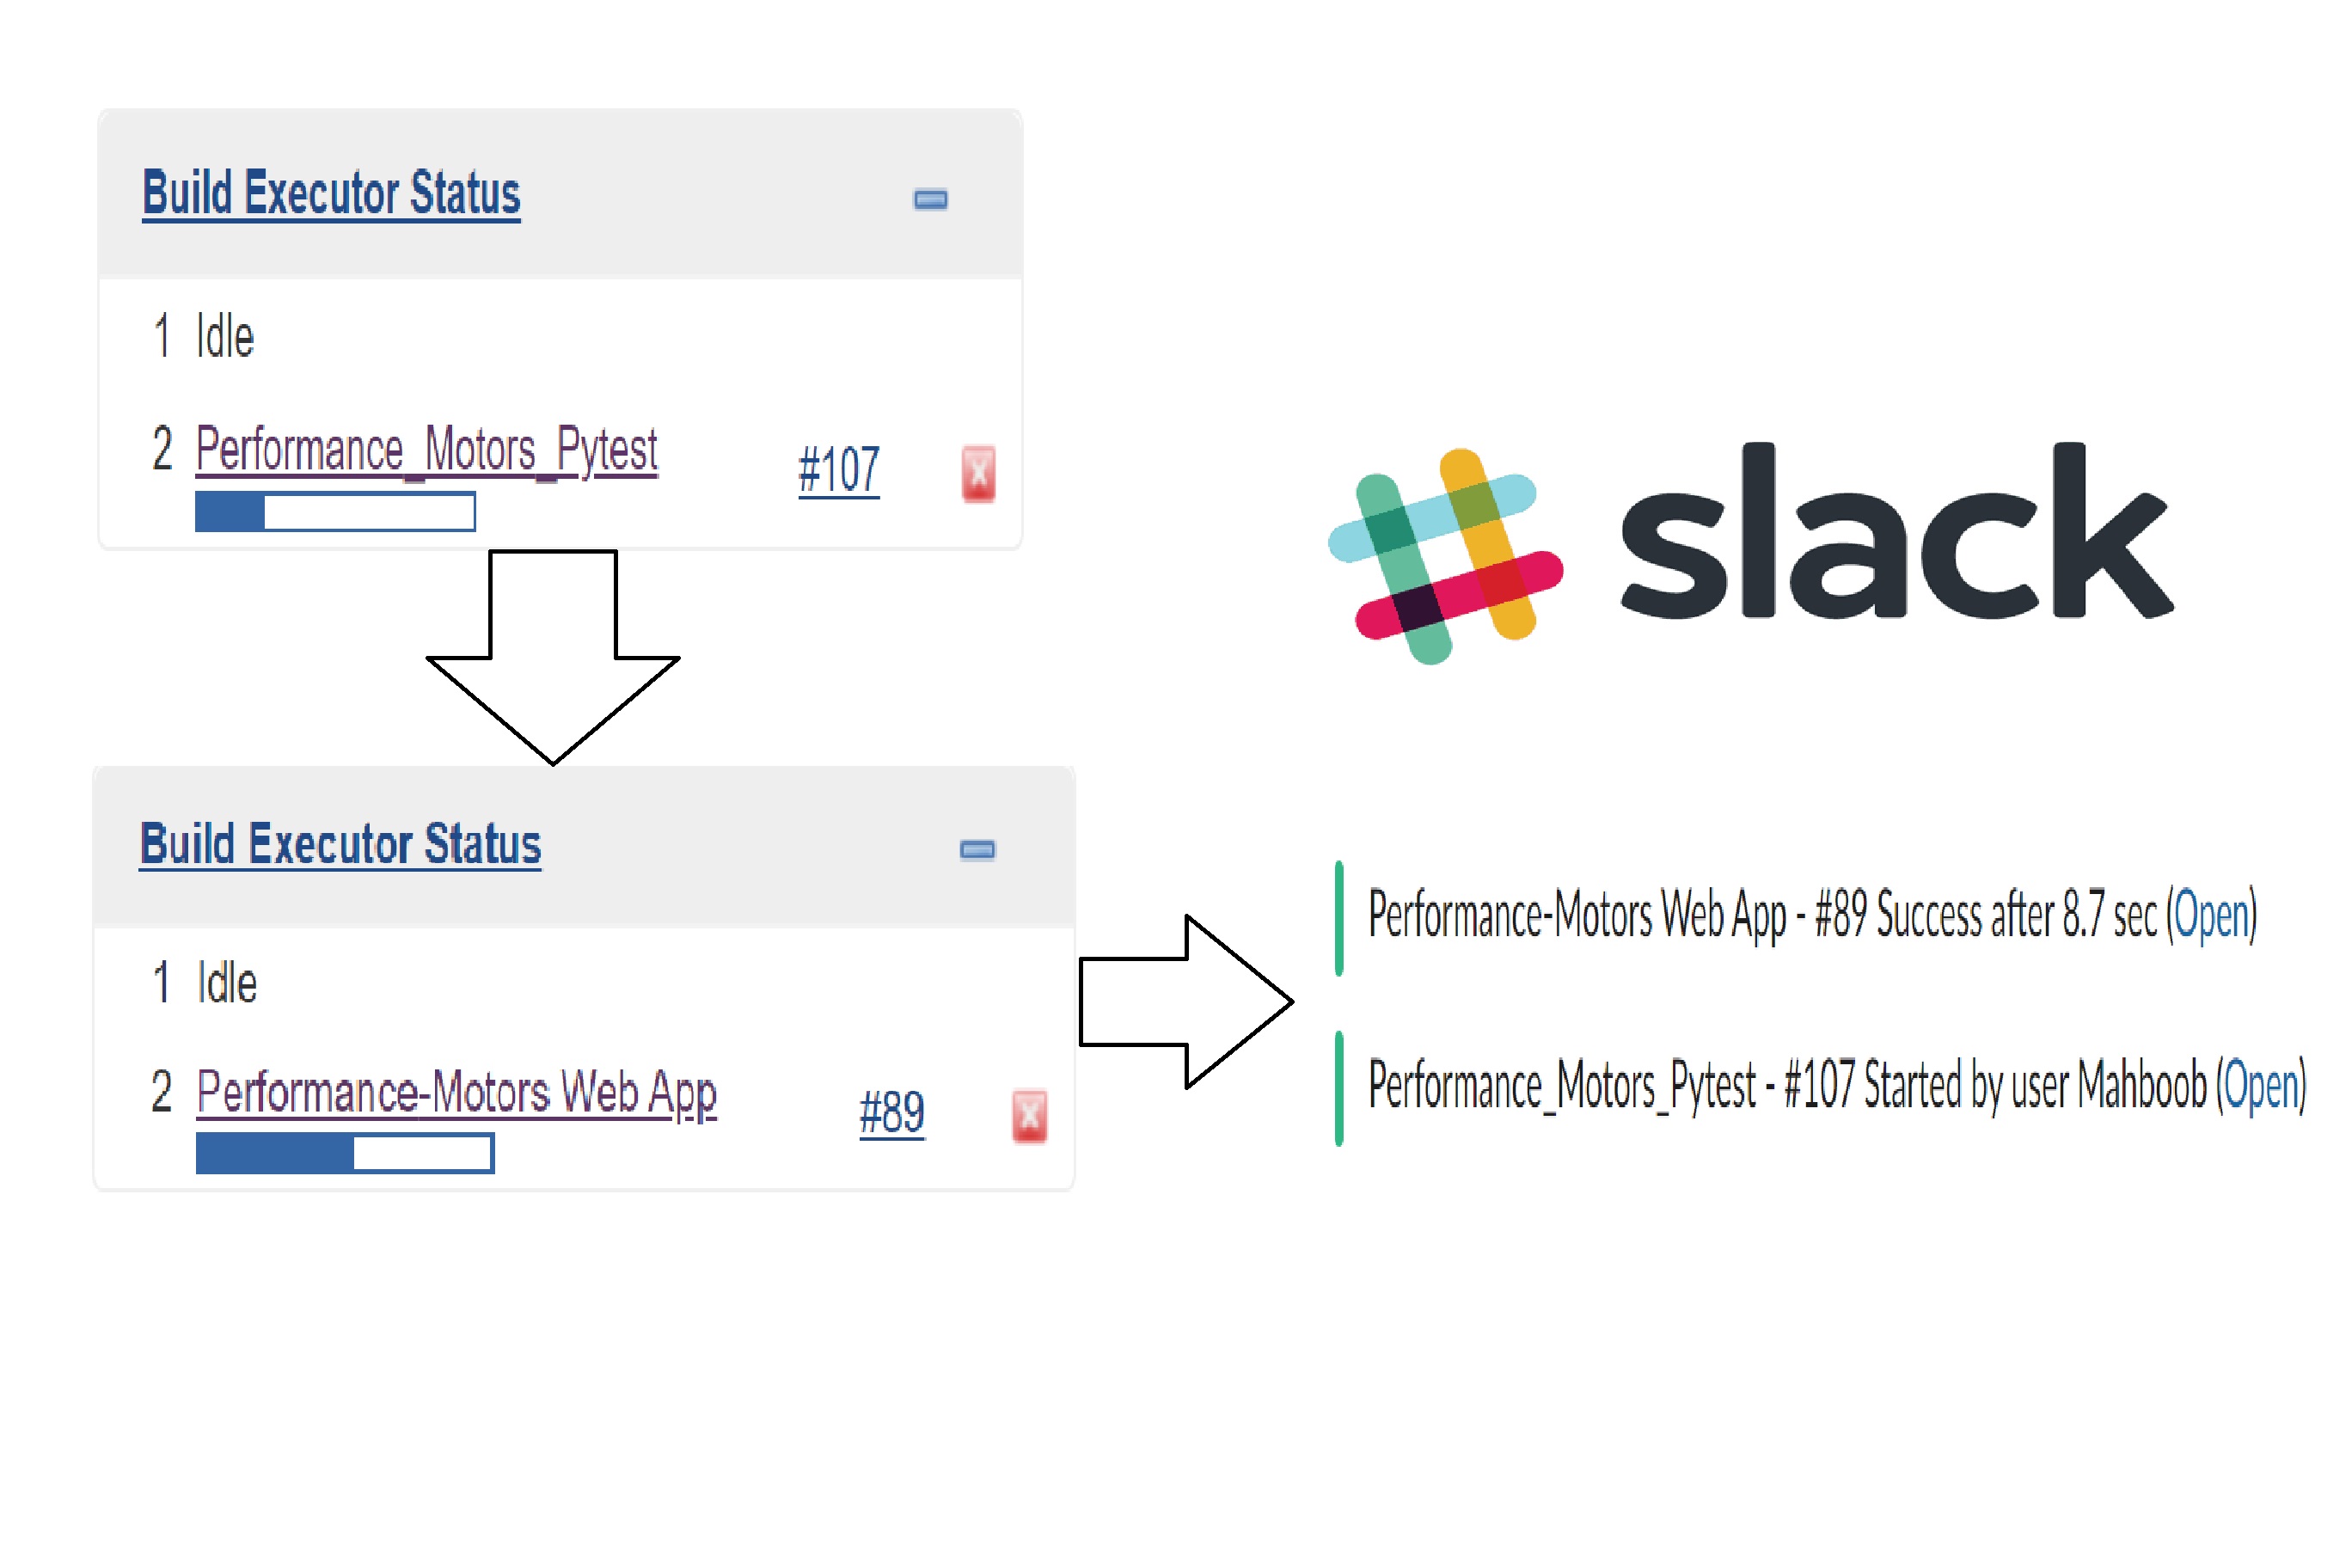 Build Executor Status
1 Idle
2 Performance_Motors_Pytest #107
Build Executor Status
1 Idle
2 Performance-Motors Web App #89
slack
Performance-Motors Web App - #89 Success after 8.7 sec (Open)
Performance_Motors_Pytest - #107 Started by user Mahboob (Open)